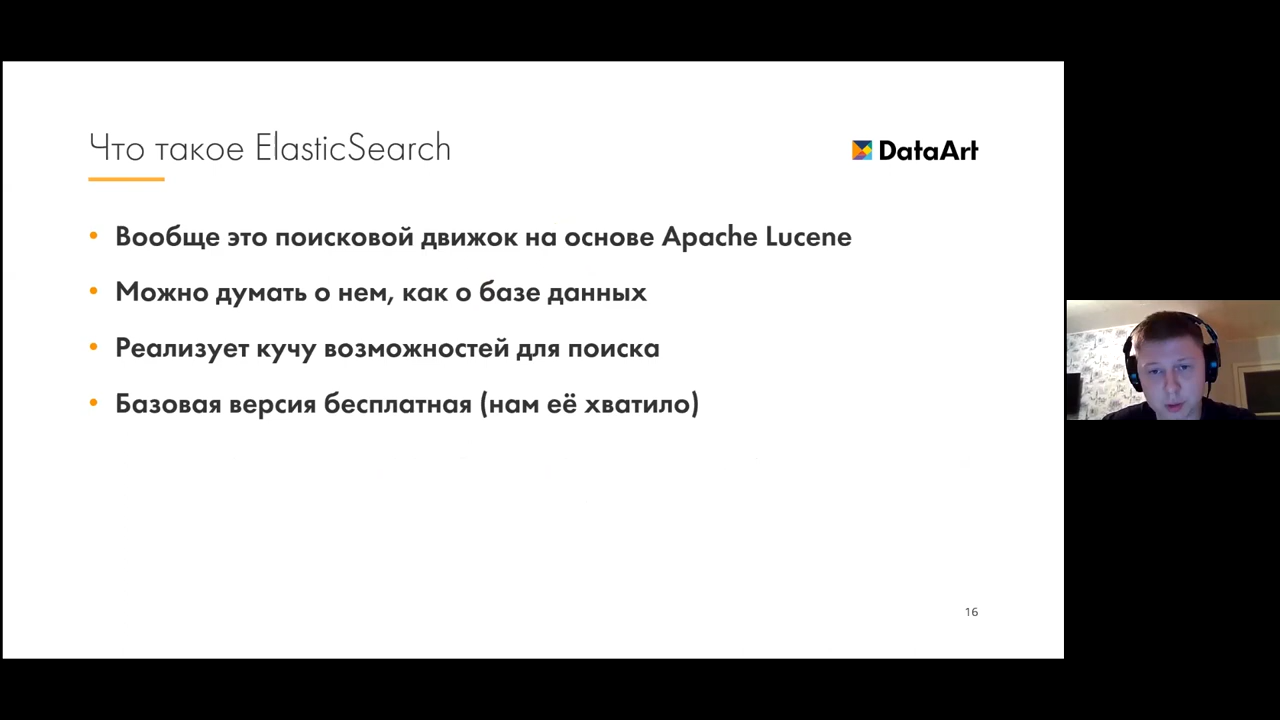 Что такое ElasticSearch
DataArt
Вообще это поисковой движок на основе Apache Lucene
Можно думать о нем, как о базе данных
Реализует кучу возможностей для поиска
Базовая версия бесплатная (нам её хватило)
16